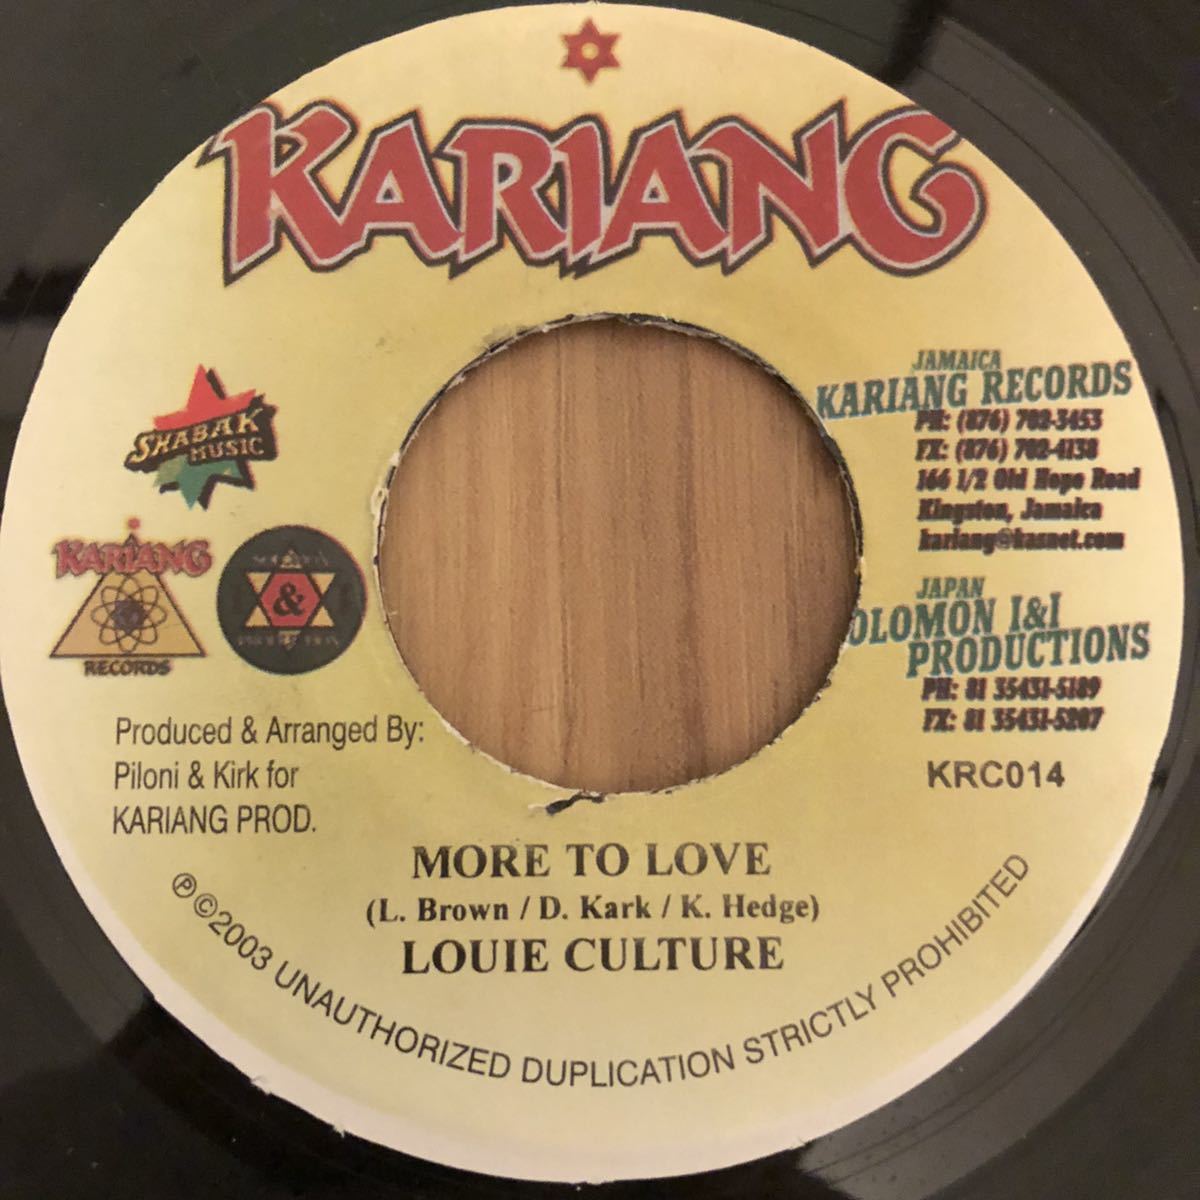 KARIANG
SHABAK
MUSIC
KARIANG
RECORDS
&
JAMAICA
KARIANG RECORDS
PH: (876) 702-3453
FX: (876) 702-4138
166 1/2 Old Hope Road
Kingston, Jamaica
kariang@kasnet.com
JAPAN
OLOMON I&I
PRODUCTIONS
PH: 81 35431-5189
FX: 81 35431-5207
KRC014
Produced & Arranged By:
Piloni & Kirk for
KARIANG PROD.
MORE TO LOVE
(L. Brown / D. Kark / K. Hedge)
LOUIE CULTURE
℗©2003 UNAUTHORIZED DUPLICATION STRICTLY PROHIBITED